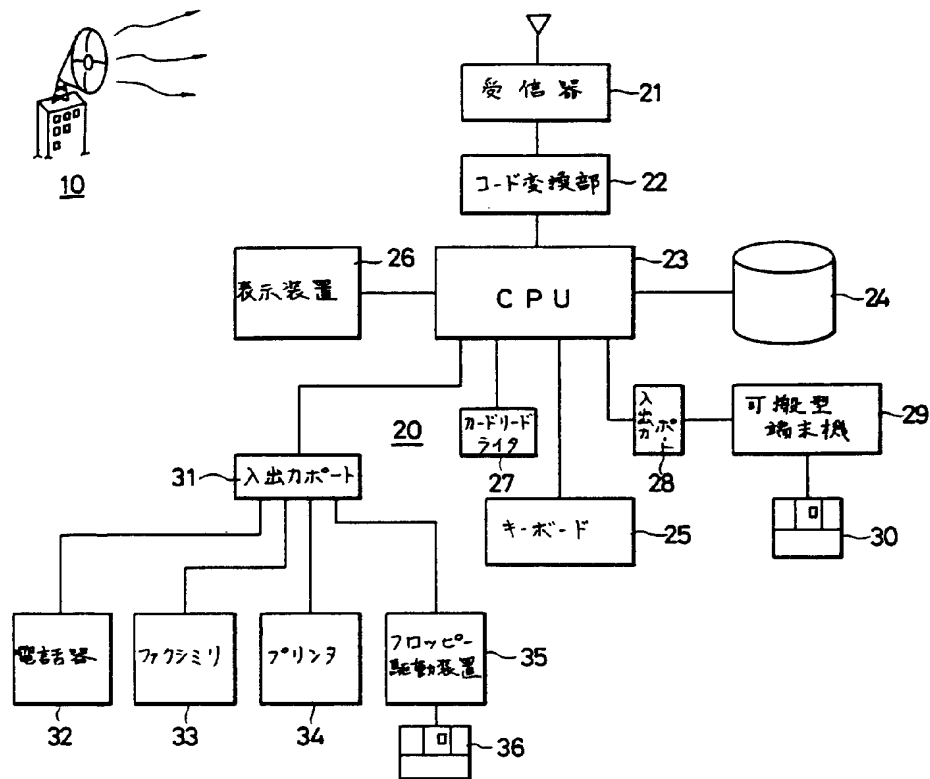 10
受信器
21
コード変換部
22
CPU
23
24
表示装置
26
カードリード
ライタ
27
20
入出力
ポート
28
可搬型
端末機
29
30
入出力ポート
31
キーボード
25
電話器
32
ファクシミリ
33
プリンタ
34
フロッピー
駆動装置
35
36